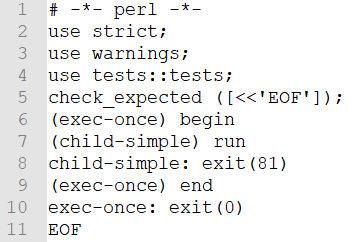 1 # -*- perl -*-
2 use strict;
3 use warnings;
4 use tests::tests;
5 check_expected ([<<'EOF']);
6 (exec-once) begin
7 (child-simple) run
8 child-simple: exit(81)
9 (exec-once) end
10 exec-once: exit(0)
11 EOF